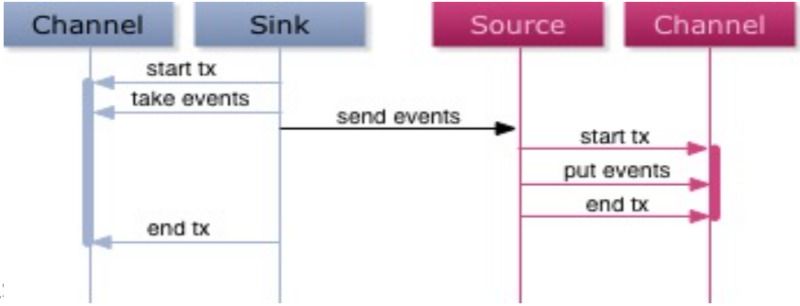 Channel Sink Source Channel
start tx
take events
send events
start tx
put events
end tx
end tx